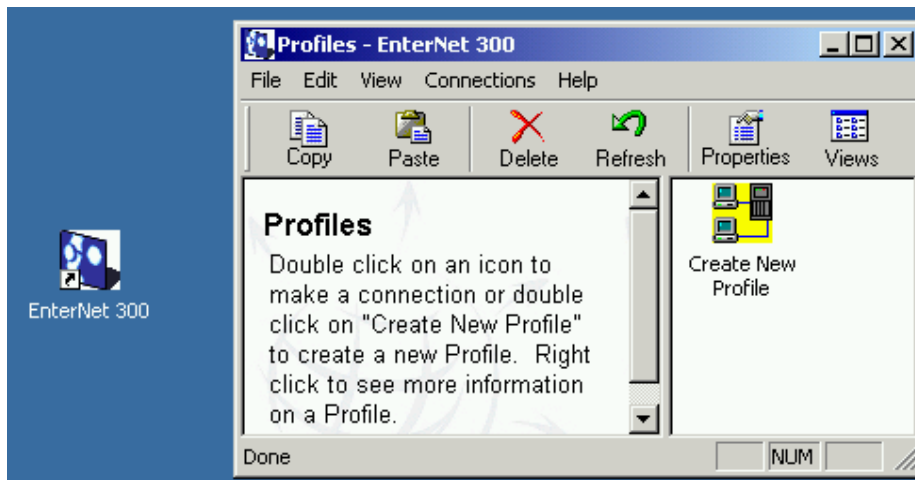 Profiles - EnterNet 300
File Edit View Connections Help
Copy Paste Delete Refresh Properties Views
Profiles
Double click on an icon to
make a connection or double
click on "Create New Profile"
to create a new Profile. Right
click to see more information
on a Profile.
Create New
Profile
EnterNet 300
Done
NUM